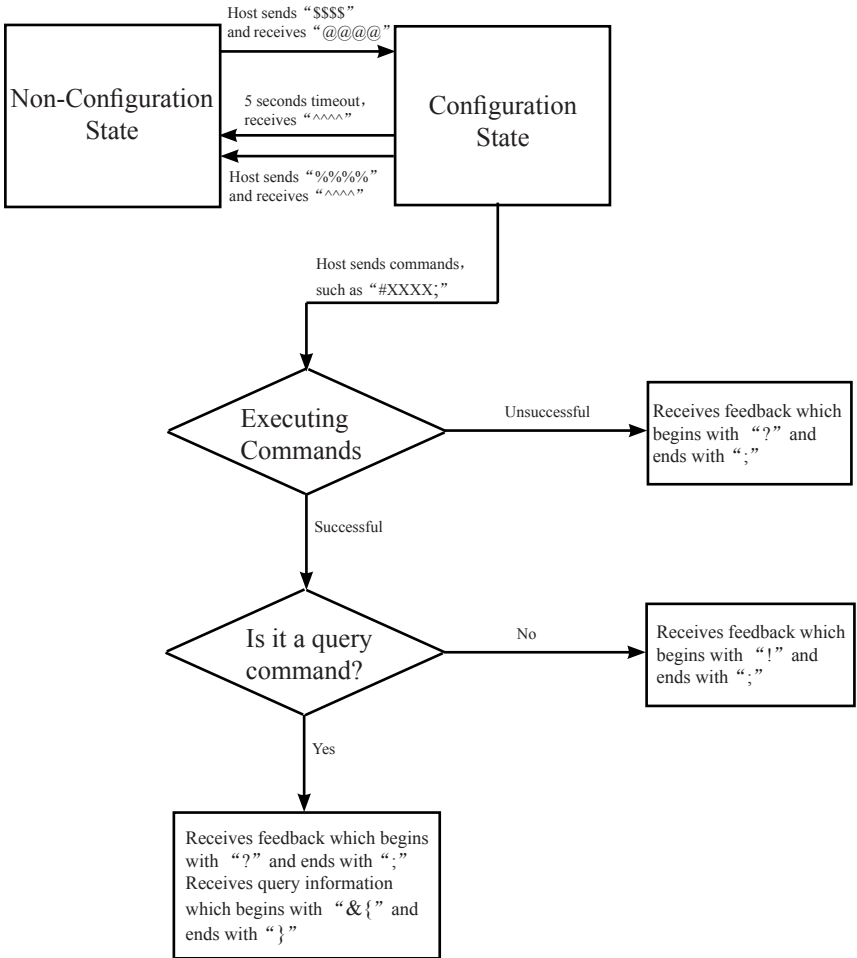 Host sends “$$$$”
and receives “@@@@”
Non-Configuration
State
5 seconds timeout,
receives “^^^^”
Configuration
State
Host sends “%%%%”
and receives “^^^^”
Host sends commands,
such as “#XXXX;”
Executing
Commands
Unsuccessful
Receives feedback which
begins with “?” and
ends with “;”
Successful
Is it a query
command?
No
Receives feedback which
begins with “!” and
ends with “;”
Yes
Receives feedback which begins
with “?” and ends with “;”
Receives query information
which begins with “&{” and
ends with “}”